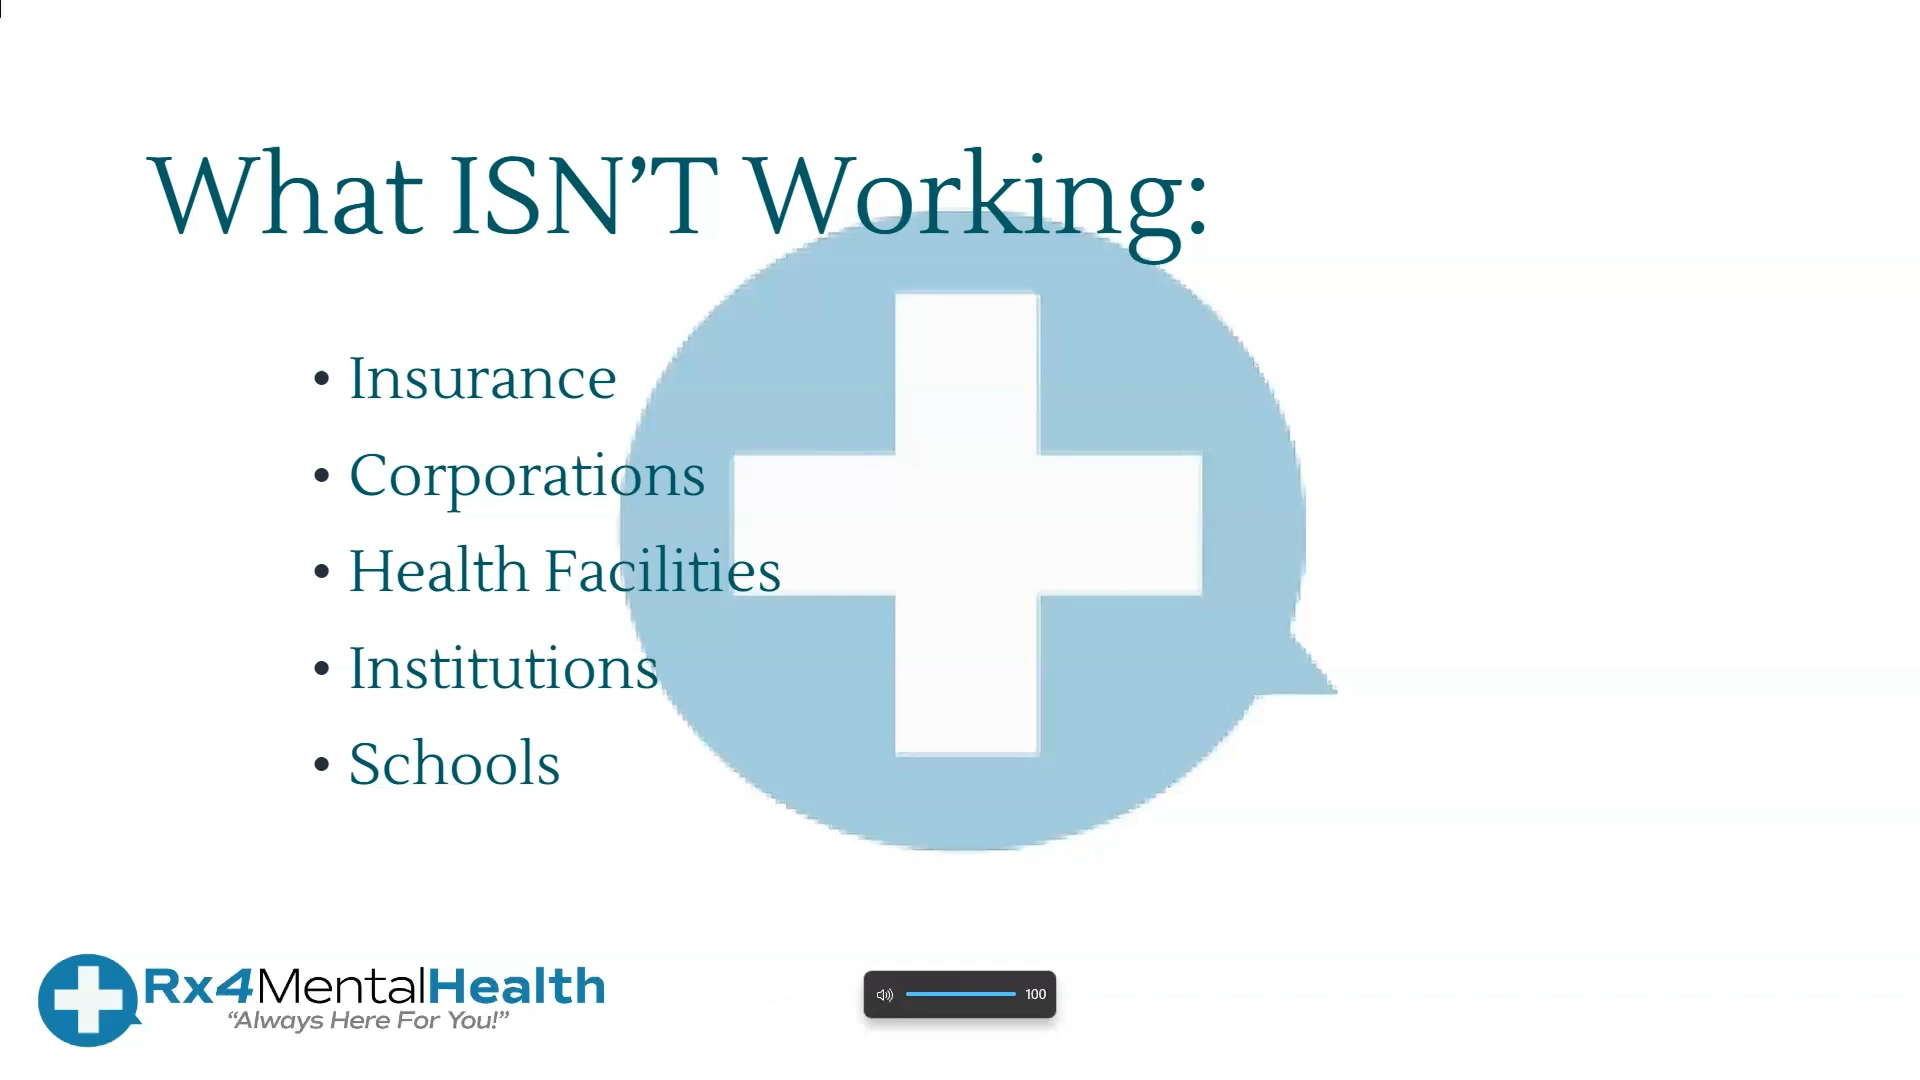 What ISN’T Working:
• Insurance
• Corporations
• Health Facilities
• Institutions
• Schools
Rx4MentalHealth
“Always Here For You!”
100